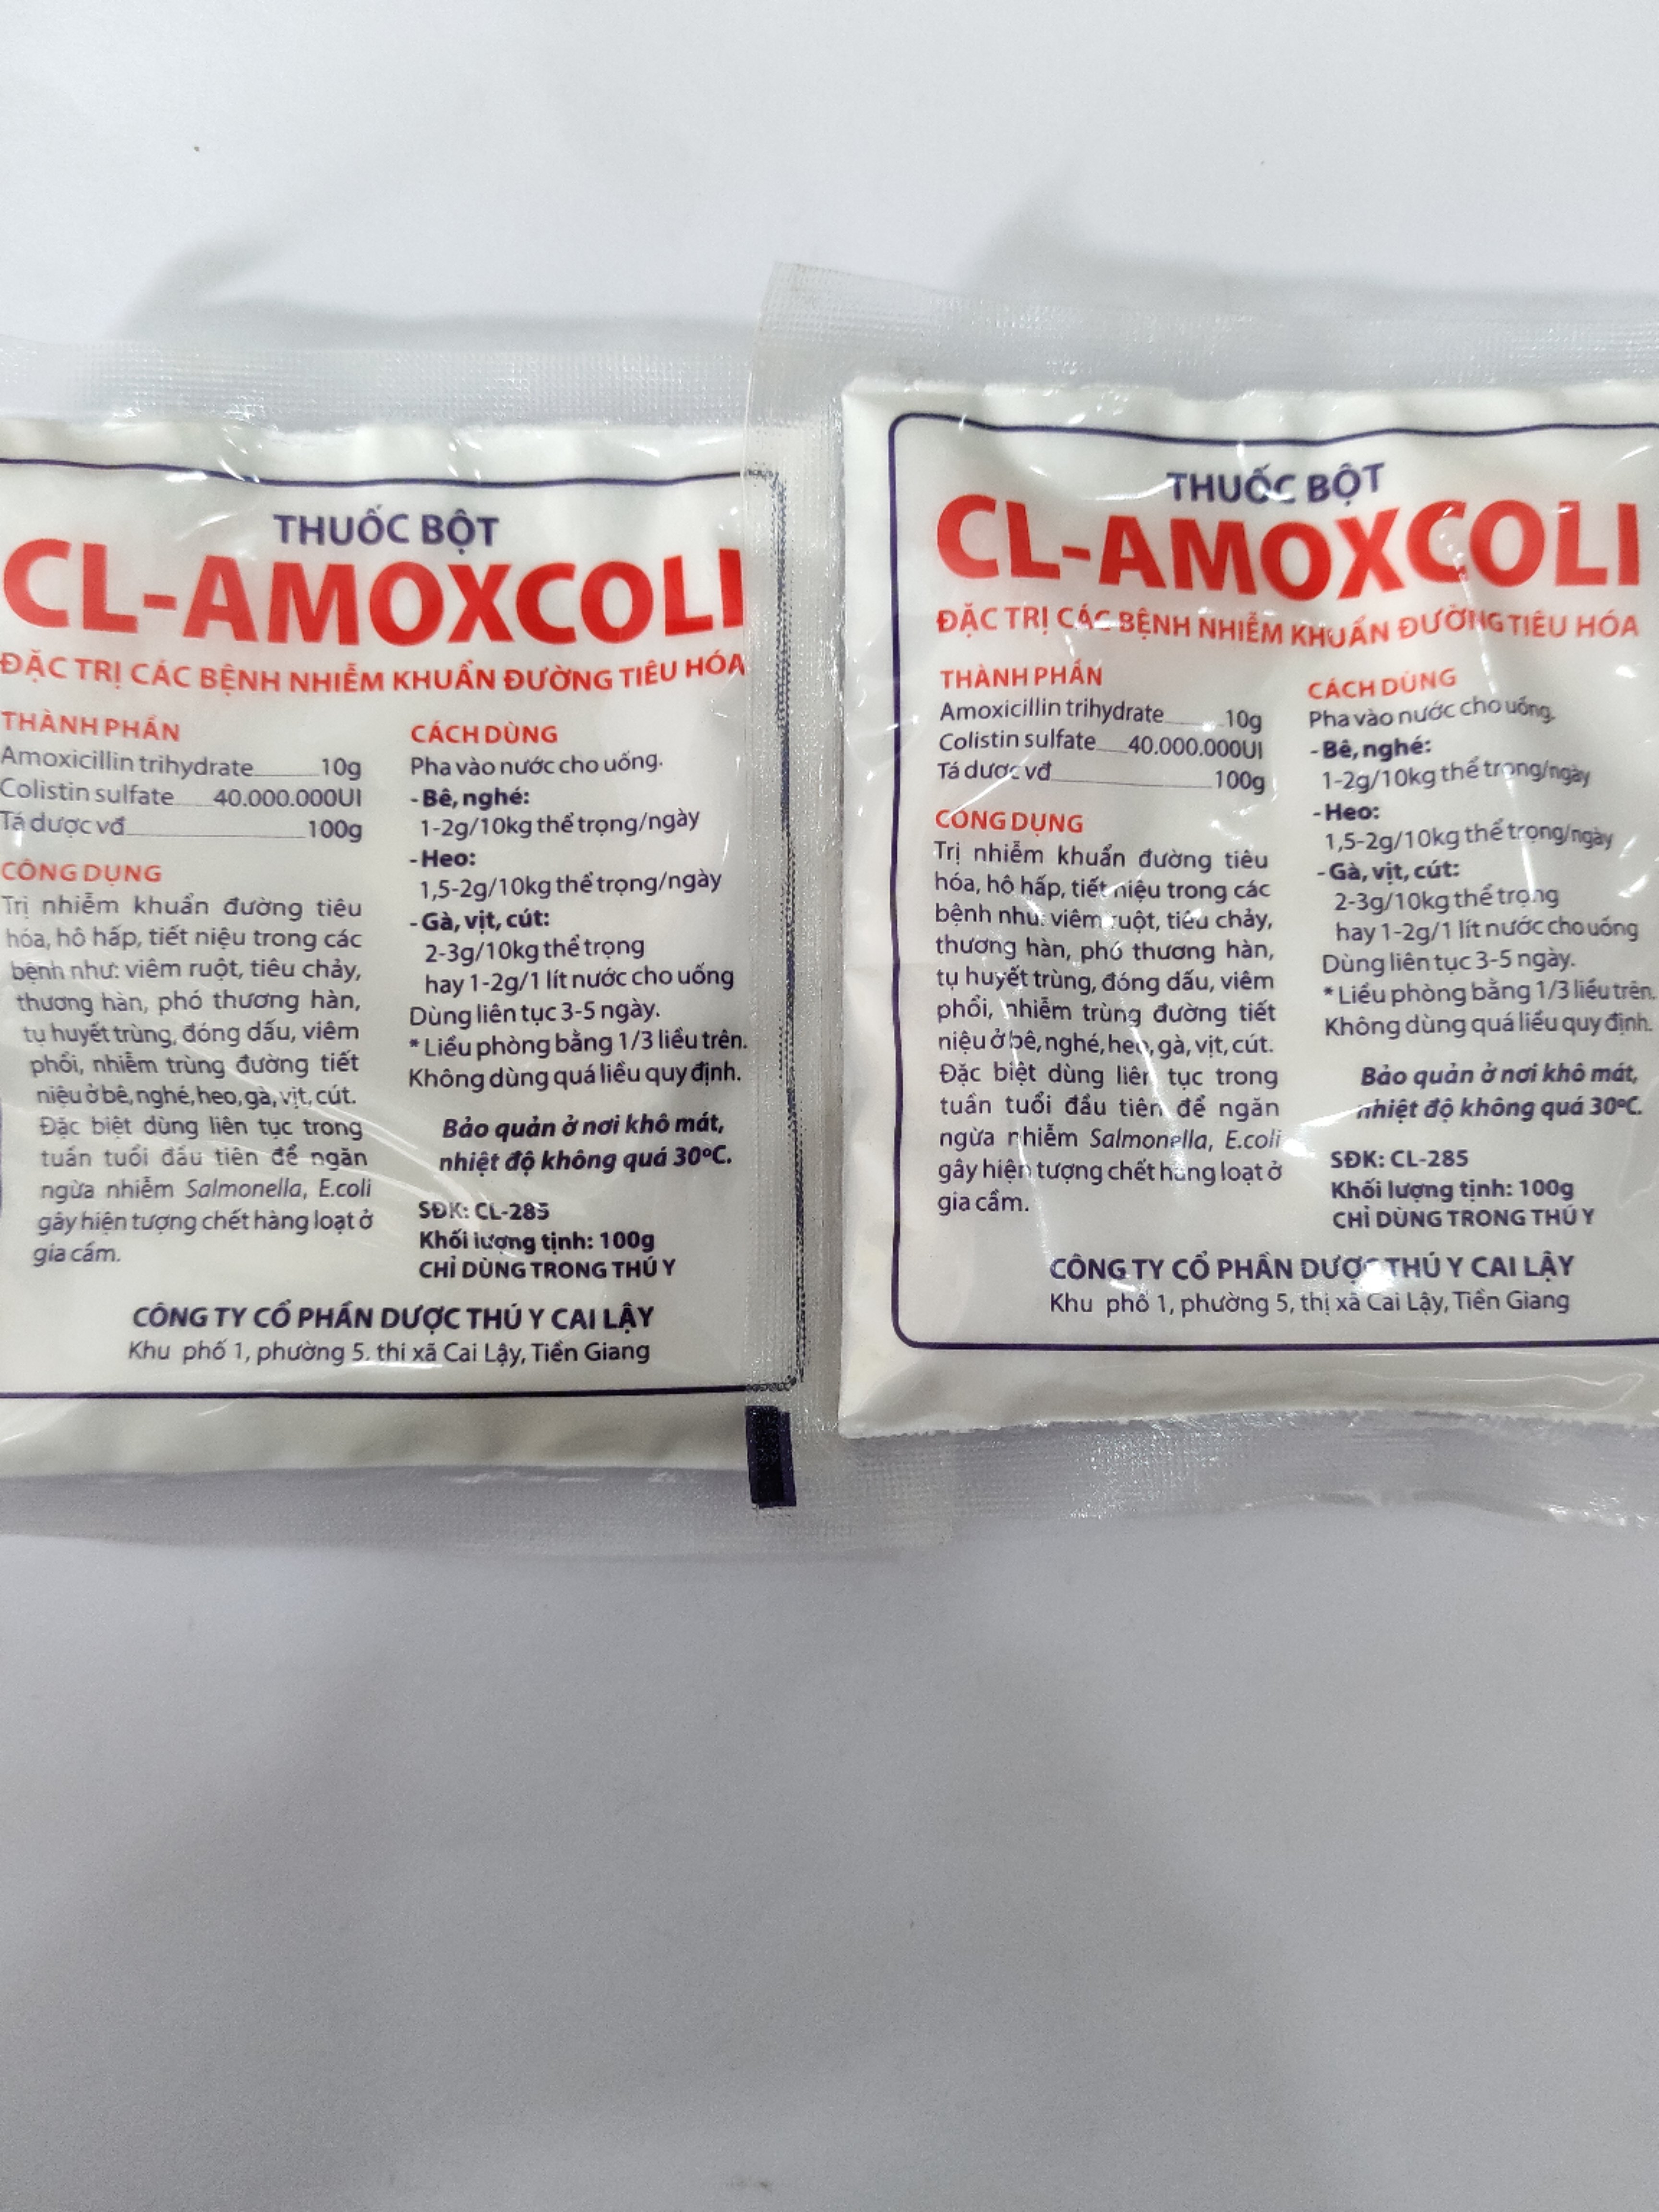 THUỐC BỘT
CL-AMOXCOLI
ĐẶC TRỊ CÁC BỆNH NHIỄM KHUẨN ĐƯỜNG TIÊU HÓA
THÀNH PHẦN
Amoxicillin trihydrate 10g
Colistin sulfate 40.000.000UI
Tá dược vđ 100g
CÔNG DỤNG
Trị nhiễm khuẩn đường tiêu
hóa, hô hấp, tiết niệu trong các
bệnh như: viêm ruột, tiêu chảy,
thương hàn, phó thương hàn,
tụ huyết trùng, đóng dấu, viêm
phổi, nhiễm trùng đường tiết
niệu ở bê, nghé, heo, gà, vịt, cút.
Đặc biệt dùng liên tục trong
tuần tuổi đầu tiên để ngăn
ngừa nhiễm Salmonella, E.coli
gây hiện tượng chết hàng loạt ở
gia cầm.
CÁCH DÙNG
Pha vào nước cho uống.
- Bê, nghé:
1-2g/10kg thể trọng/ngày
- Heo:
1,5-2g/10kg thể trọng/ngày
- Gà, vịt, cút:
2-3g/10kg thể trọng
hay 1-2g/1 lít nước cho uống
Dùng liên tục 3-5 ngày.
* Liều phòng bằng 1/3 liều trên.
Không dùng quá liều quy định.
Bảo quản ở nơi khô mát,
nhiệt độ không quá 30ºC.
SĐK: CL-285
Khối lượng tịnh: 100g
CHỈ DÙNG TRONG THÚ Y
CÔNG TY CỔ PHẦN DƯỢC THÚ Y CAI LẬY
Khu phố 1, phường 5, thị xã Cai Lậy, Tiền Giang
THUỐC BỘT
CL-AMOXCOLI
ĐẶC TRỊ CÁC BỆNH NHIỄM KHUẨN ĐƯỜNG TIÊU HÓA
THÀNH PHẦN
Amoxicillin trihydrate 10g
Colistin sulfate 40.000.000UI
Tá dược vđ 100g
CÔNG DỤNG
Trị nhiễm khuẩn đường tiêu
hóa, hô hấp, tiết niệu trong các
bệnh như: viêm ruột, tiêu chảy,
thương hàn, phó thương hàn,
tụ huyết trùng, đóng dấu, viêm
phổi, nhiễm trùng đường tiết
niệu ở bê, nghé, heo, gà, vịt, cút.
Đặc biệt dùng liên tục trong
tuần tuổi đầu tiên để ngăn
ngừa nhiễm Salmonella, E.coli
gây hiện tượng chết hàng loạt ở
gia cầm.
CÁCH DÙNG
Pha vào nước cho uống.
- Bê, nghé:
1-2g/10kg thể trọng/ngày
- Heo:
1,5-2g/10kg thể trọng/ngày
- Gà, vịt, cút:
2-3g/10kg thể trọng
hay 1-2g/1 lít nước cho uống
Dùng liên tục 3-5 ngày.
* Liều phòng bằng 1/3 liều trên.
Không dùng quá liều quy định.
Bảo quản ở nơi khô mát,
nhiệt độ không quá 30ºC.
SĐK: CL-285
Khối lượng tịnh: 100g
CHỈ DÙNG TRONG THÚ Y
CÔNG TY CỔ PHẦN DƯỢC THÚ Y CAI LẬY
Khu phố 1, phường 5, thị xã Cai Lậy, Tiền Giang